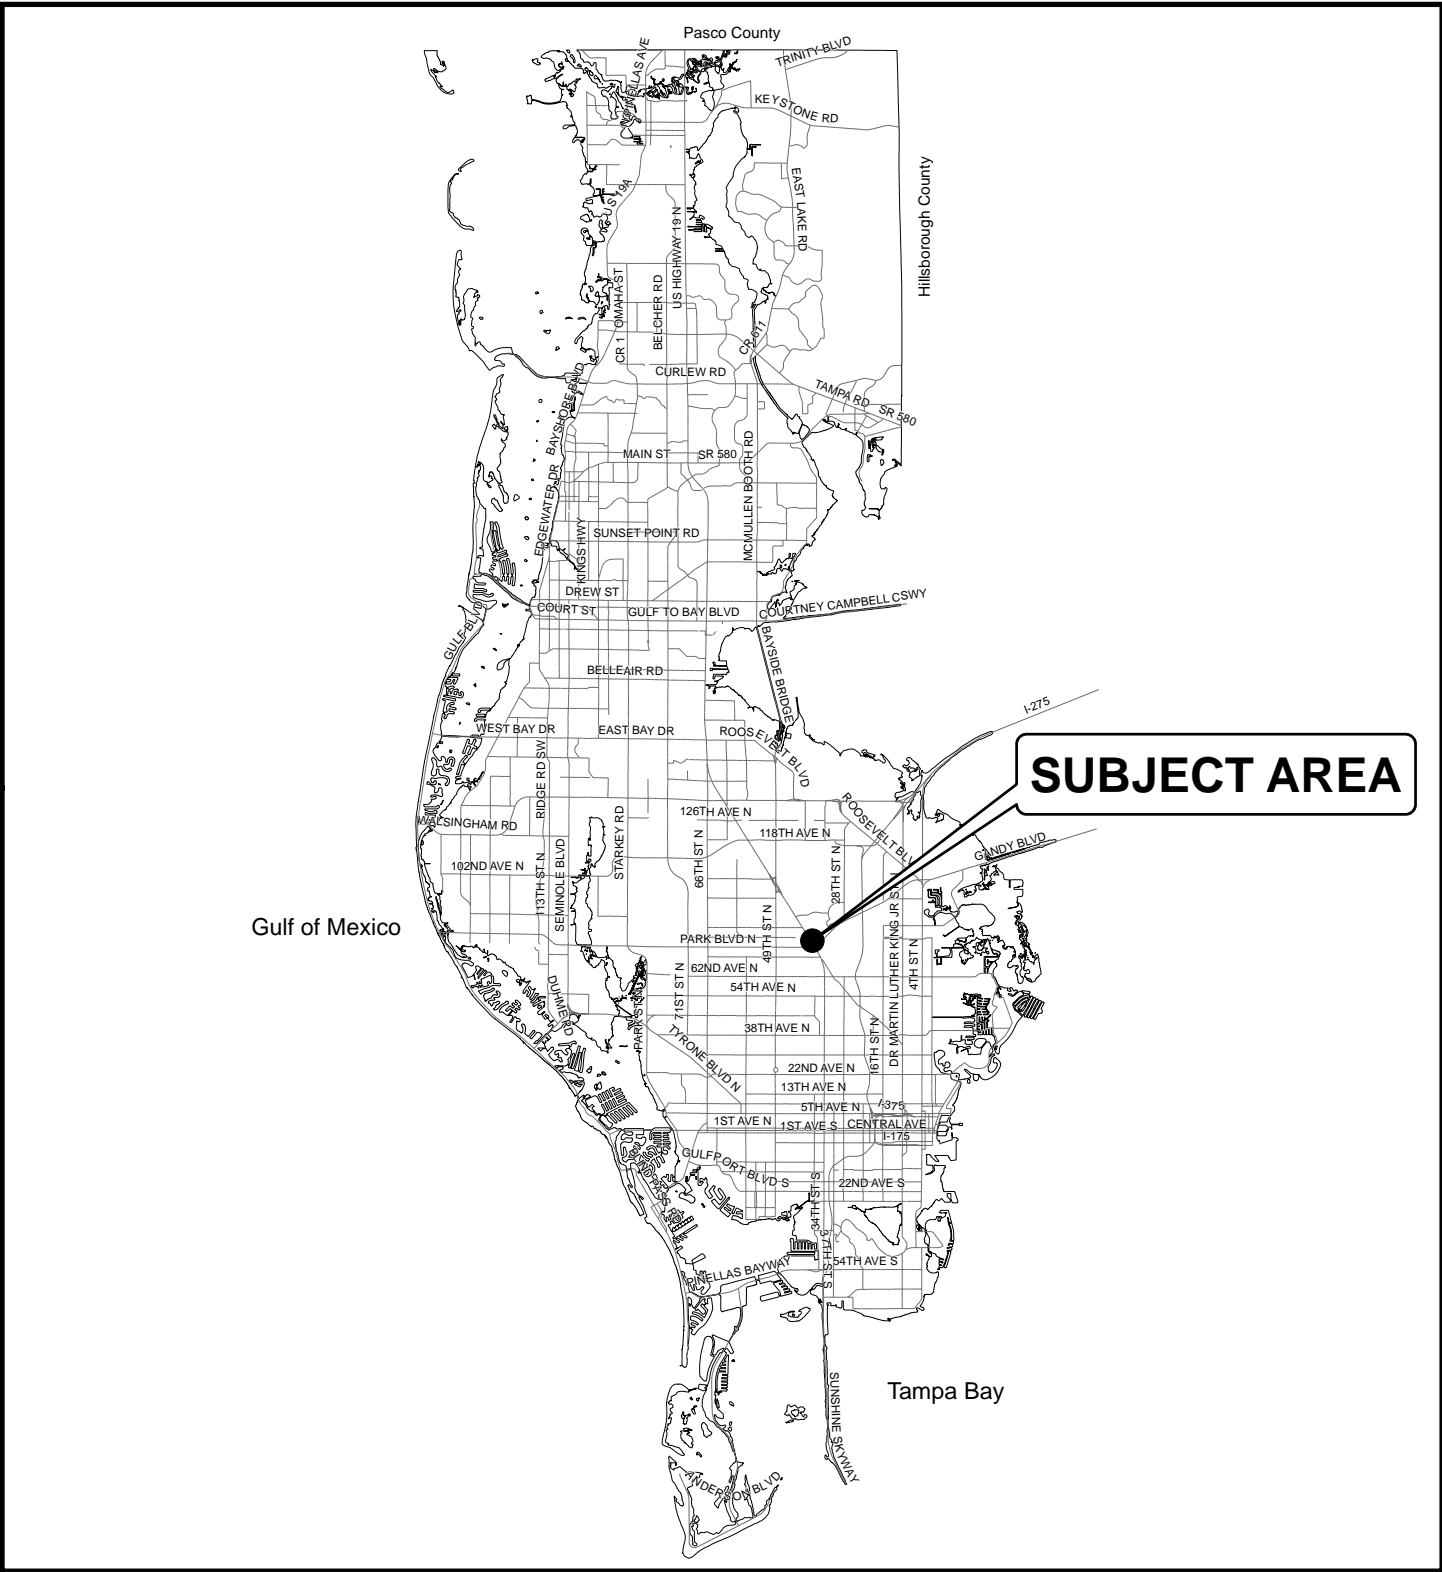 Pasco County
TRINITY BLVD
PINELLAS AVE
KEYSTONE RD
Hillsborough County
EAST LAKE RD
US 19A
US HIGHWAY 19 N
OMAHA ST
CR 1
BELCHER RD
CR 611
CURLEW RD
TAMPA RD
SR 580
BAYSHORE BLVD
MAIN ST
SR 580
MCMULLEN BOOTH RD
EDGEWATER DR
KINGS HWY
SUNSET POINT RD
DREW ST
COURT ST
GULF TO BAY BLVD
COURTNEY CAMPBELL CSWY
GULF BLVD
BAYSIDE BRIDGE
BELLEAIR RD
I-275
WEST BAY DR
EAST BAY DR
ROOSEVELT BLVD
RIDGE RD SW
SUBJECT AREA
WALSINGHAM RD
STARKEY RD
126TH AVE N
118TH AVE N
ROOSEVELT BLV
GANDY BLVD
66TH ST N
28TH ST N
102ND AVE N
113TH ST N
SEMINOLE BLVD
Gulf of Mexico
PARK BLVD N
49TH ST N
DR MARTIN LUTHER KING JR ST N
4TH ST N
62ND AVE N
71ST ST N
54TH AVE N
DUHME RD
PARK ST N
38TH AVE N
16TH ST N
TYRONE BLVD N
22ND AVE N
13TH AVE N
5TH AVE N
I-375
1ST AVE N
1ST AVE S
CENTRAL AVE
I-175
GULFPORT BLVD S
22ND AVE S
34TH ST S
37TH ST S
54TH AVE S
PINELLAS BAYWAY
Tampa Bay
SUNSHINE SKYWAY
ANDERSON BLVD